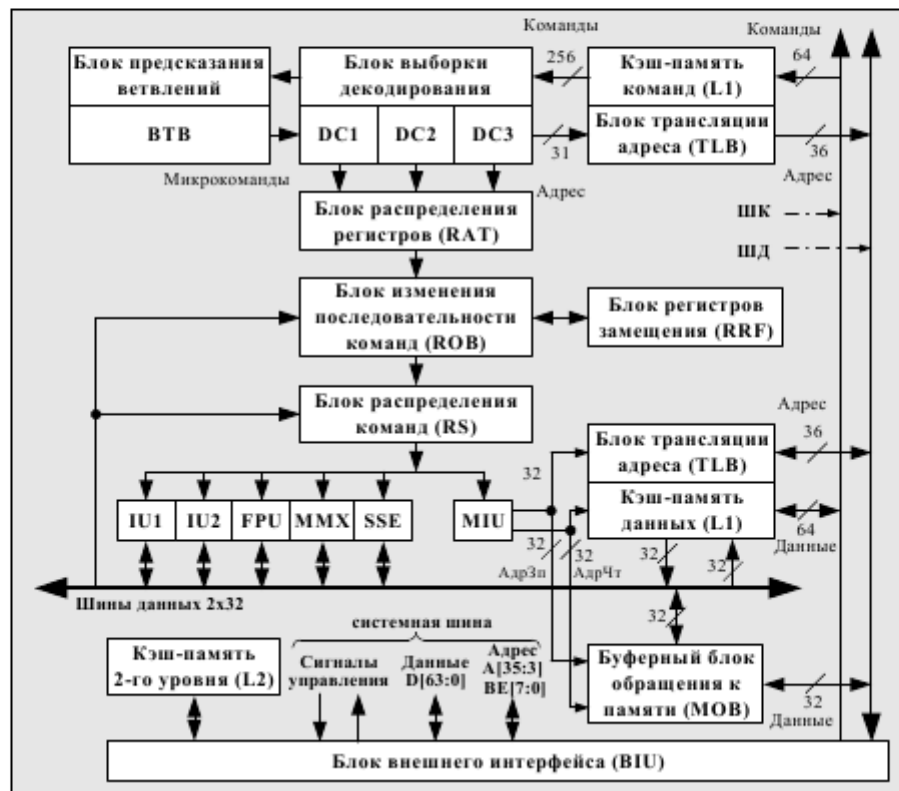 Команды
Команды
Блок предсказания
ветвлений
BTB
Блок выборки
декодирования
DC1
DC2
DC3
256
Кэш-память
команд (L1)
Блок трансляции
адреса (TLB)
64
31
36
Адрес
Микрокоманды
Адрес
Блок распределения
регистров (RAT)
ШК
ШД
Блок изменения
последовательности
команд (ROB)
Блок регистров
замещения (RRF)
Блок распределения
команд (RS)
Адрес
36
Блок трансляции
адреса (TLB)
Кэш-память
данных (L1)
32
IU1
IU2
FPU
MMX
SSE
MIU
64
Данные
32
32
32
32
АдрЗп
АдрЧт
Шины данных 2x32
32
системная шина
Кэш-память
2-го уровня (L2)
Сигналы
управления
Данные
D[63:0]
Адрес
A[35:3]
BE[7:0]
Буферный блок
обращения к
памяти (MOB)
32
Данные
Блок внешнего интерфейса (BIU)